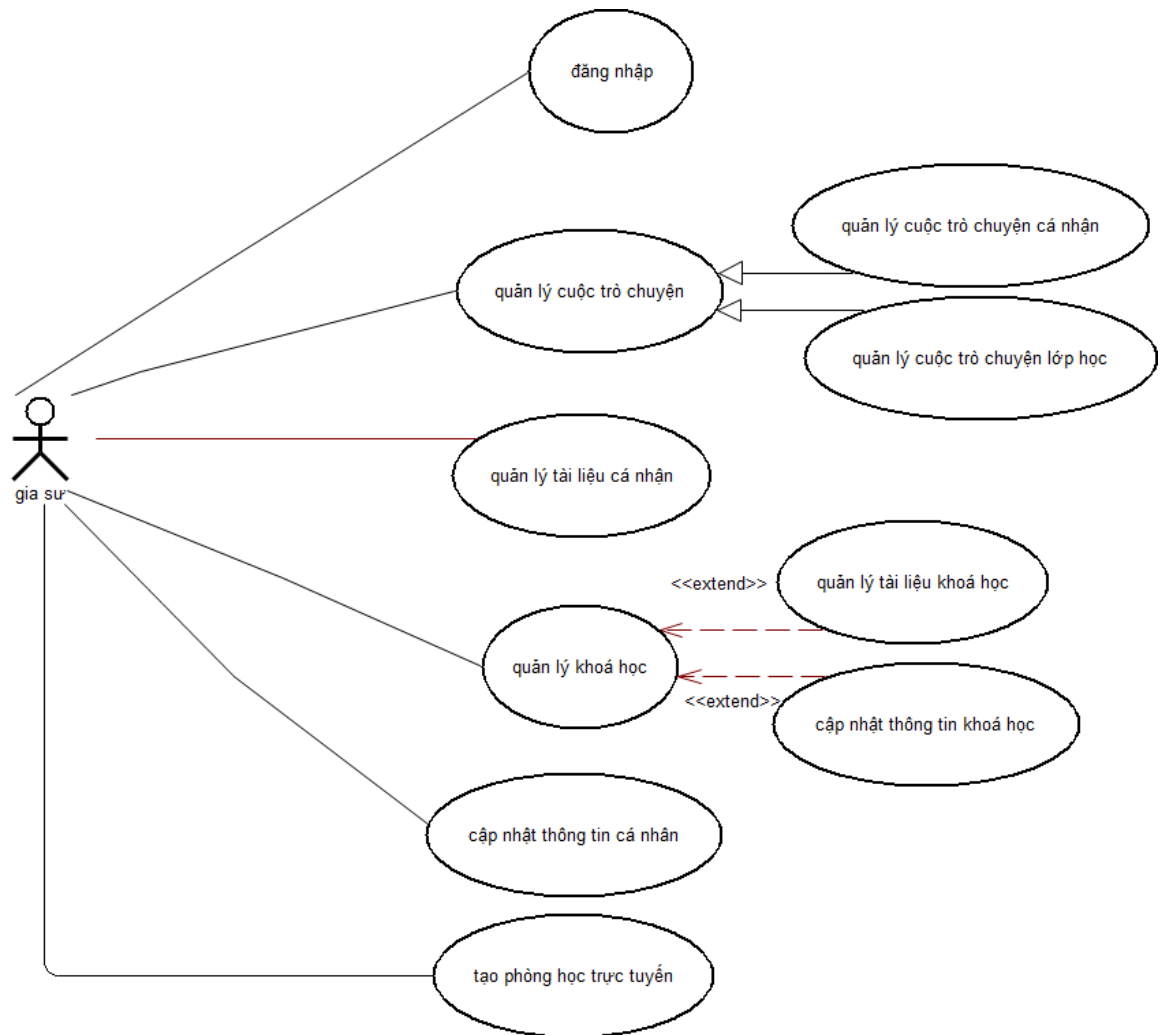 đăng nhập
quản lý cuộc trò chuyện cá nhận
quản lý cuộc trò chuyện
quản lý cuộc trò chuyện lớp học
gia sư
quản lý tài liệu cá nhận
<<extend>>
quản lý tài liệu khoá học
quản lý khoá học
<<extend>>
cập nhật thông tin khoá học
cập nhật thông tin cá nhân
tạo phòng học trực tuyến